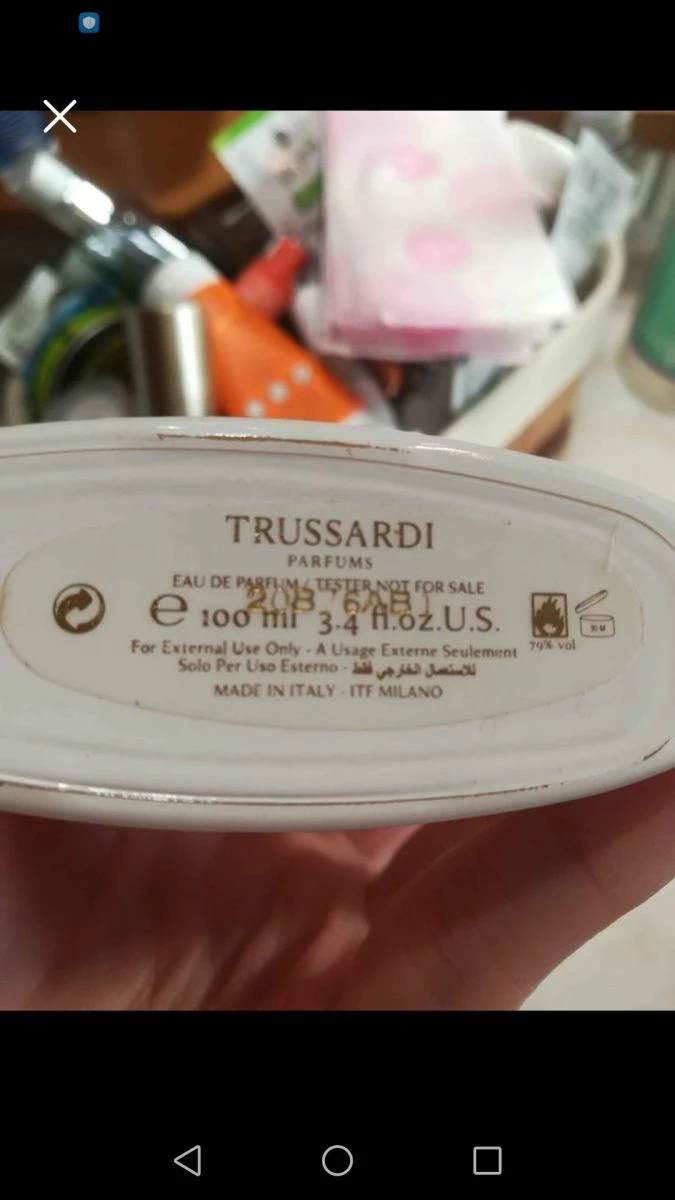 TRUSSARDI
PARFUMS
EAU DE PARFUM / TESTER NOT FOR SALE
e 100 ml 3.4 fl.oz.U.S.
79% vol
For External Use Only - A Usage Externe Seulement
Solo Per Uso Esterno - للاستعمال الخارجي فقط
MADE IN ITALY - ITF MILANO